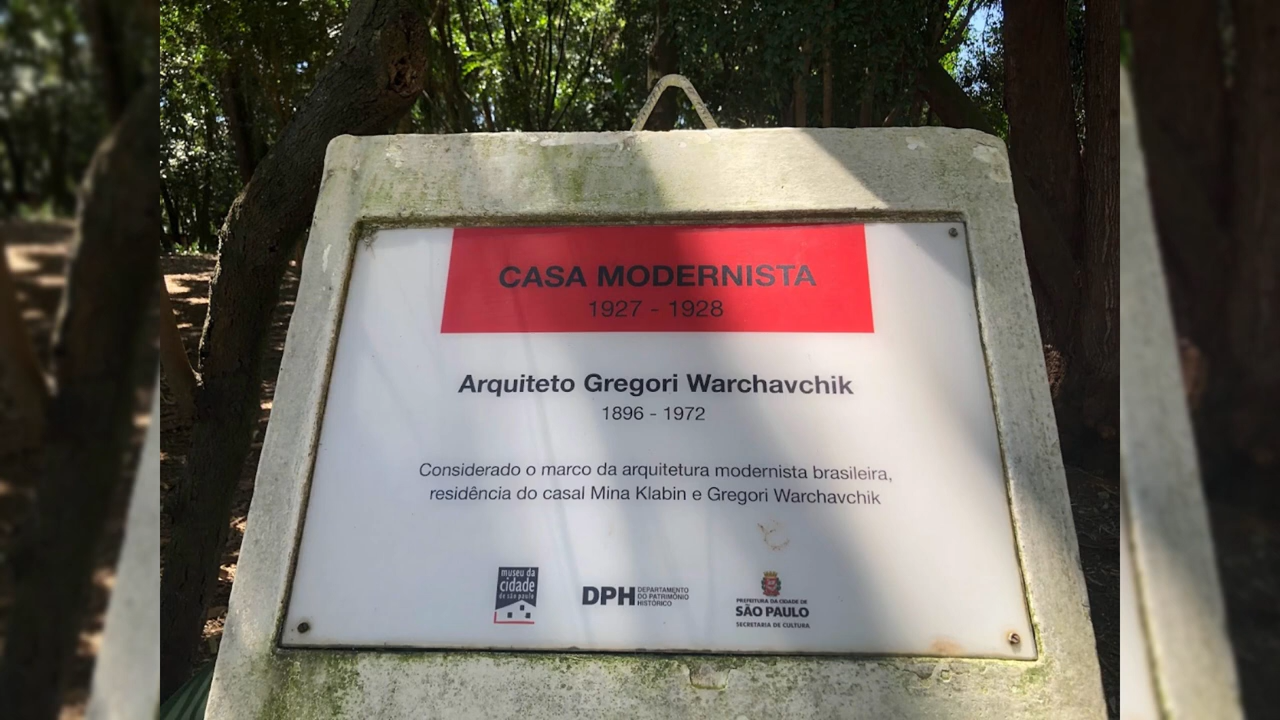 CASA MODERNISTA
1927 - 1928
Arquiteto Gregori Warchavchik
1896 - 1972
Considerado o marco da arquitetura modernista brasileira,
residência do casal Mina Klabin e Gregori Warchavchik
museu da
cidade
de são paulo
DPH DEPARTAMENTO
DO PATRIMÔNIO
HISTÓRICO
PREFEITURA DA CIDADE DE
SÃO PAULO
SECRETARIA DE CULTURA